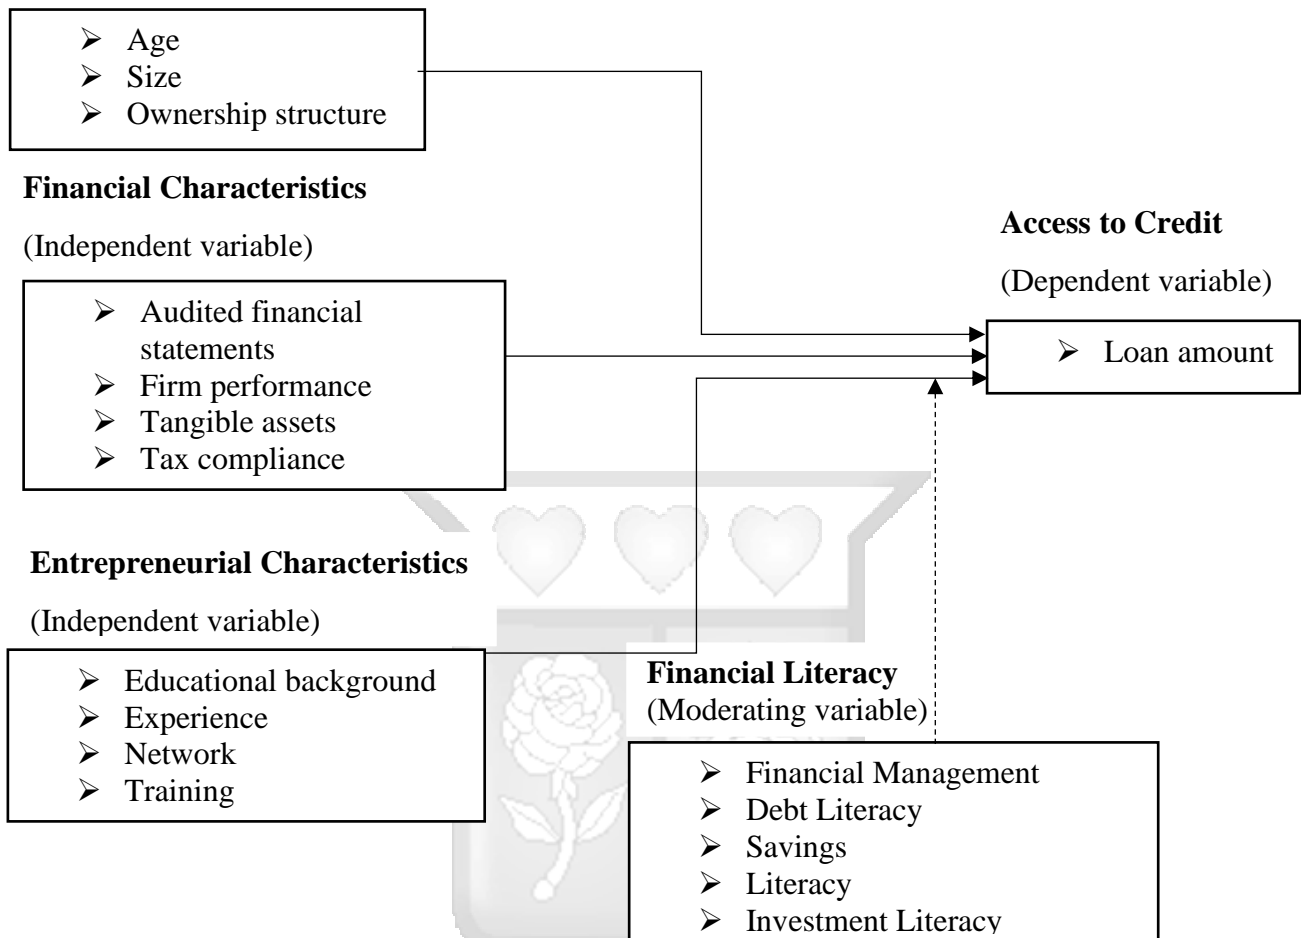 ➢ Age
➢ Size
➢ Ownership structure
Financial Characteristics
(Independent variable)
➢ Audited financial
statements
➢ Firm performance
➢ Tangible assets
➢ Tax compliance
Access to Credit
(Dependent variable)
➢ Loan amount
Entrepreneurial Characteristics
(Independent variable)
➢ Educational background
➢ Experience
➢ Network
➢ Training
Financial Literacy
(Moderating variable)
➢ Financial Management
➢ Debt Literacy
➢ Savings
➢ Literacy
➢ Investment Literacy